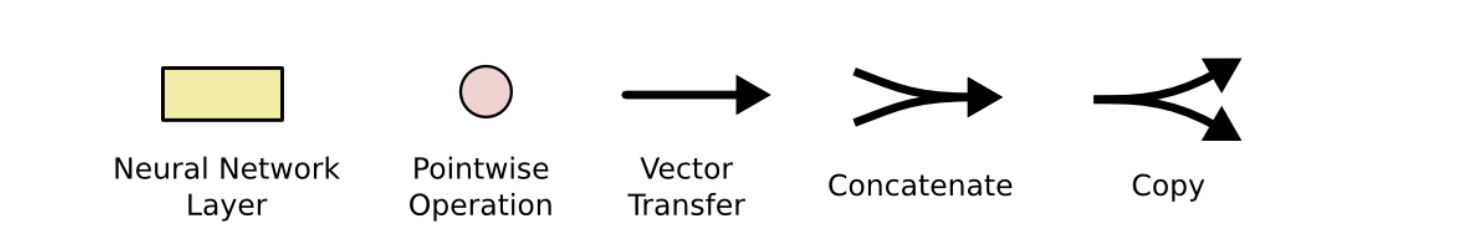 Neural Network
Layer
Pointwise
Operation
Vector
Transfer
Concatenate
Copy